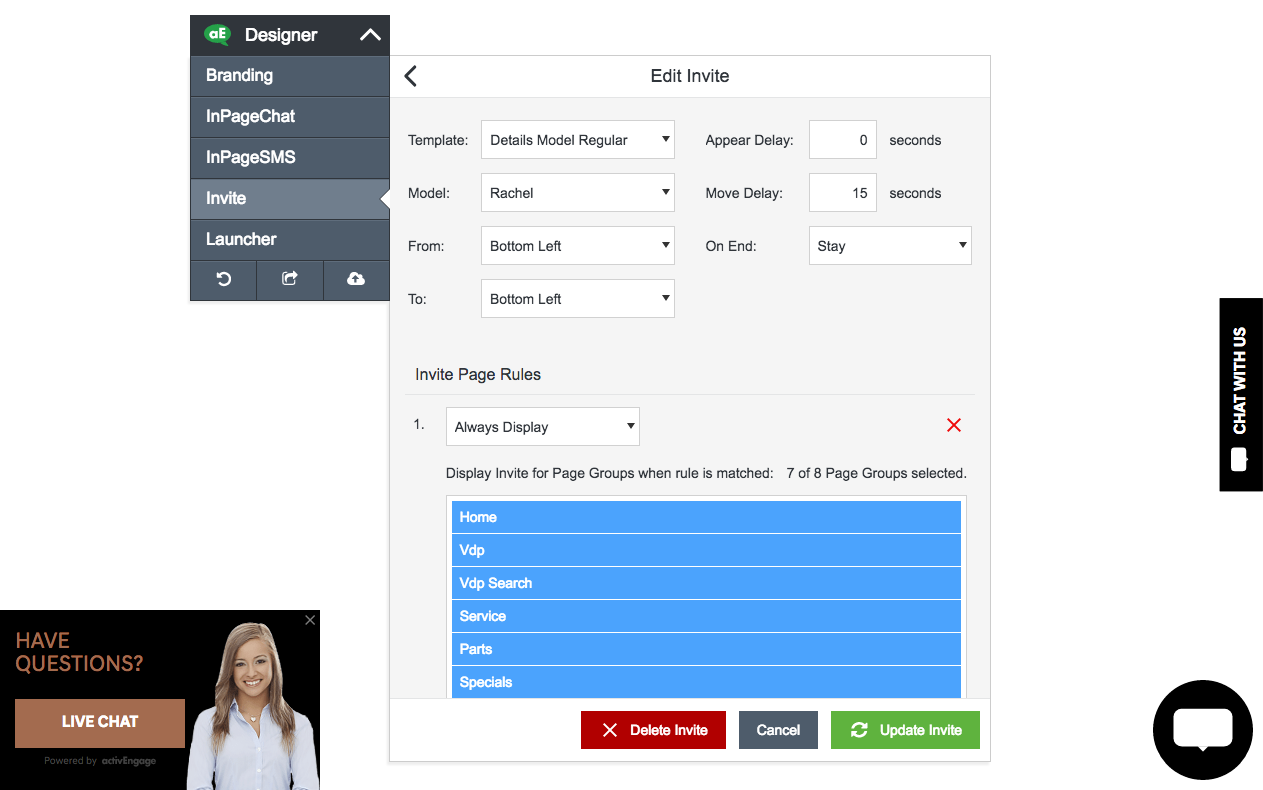 aE Designer
Branding
InPageChat
InPageSMS
Invite
Launcher
Edit Invite
Template: Details Model Regular Appear Delay: 0 seconds
Model: Rachel Move Delay: 15 seconds
From: Bottom Left On End: Stay
To: Bottom Left
Invite Page Rules
1. Always Display
Display Invite for Page Groups when rule is matched: 7 of 8 Page Groups selected.
Home
Vdp
Vdp Search
Service
Parts
Specials
Delete Invite Cancel Update Invite
HAVE
QUESTIONS?
LIVE CHAT
Powered by activEngage
CHAT WITH US